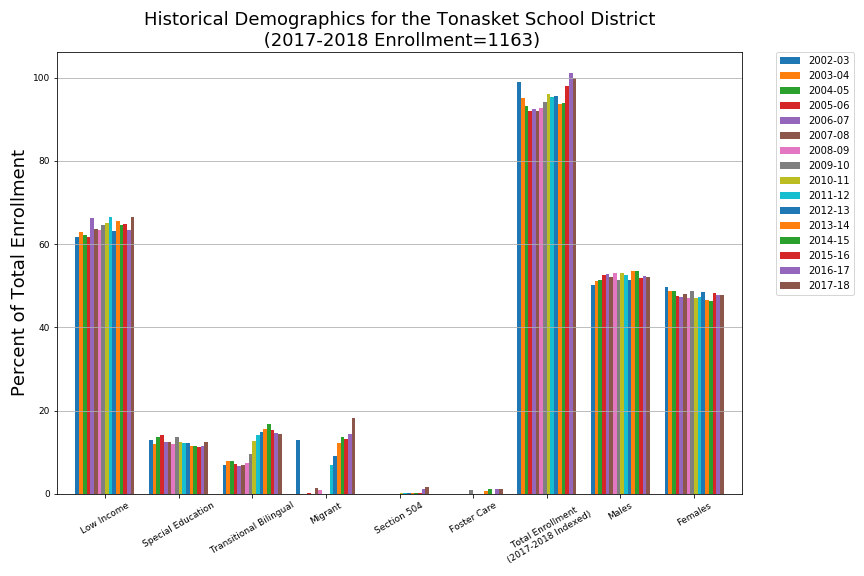 Historical Demographics for the Tonasket School District
(2017-2018 Enrollment=1163)
Percent of Total Enrollment
100
80
60
40
20
0
Low Income
Special Education
Transitional Bilingual
Migrant
Section 504
Foster Care
Total Enrollment
(2017-2018 Indexed)
Males
Females
2002-03
2003-04
2004-05
2005-06
2006-07
2007-08
2008-09
2009-10
2010-11
2011-12
2012-13
2013-14
2014-15
2015-16
2016-17
2017-18